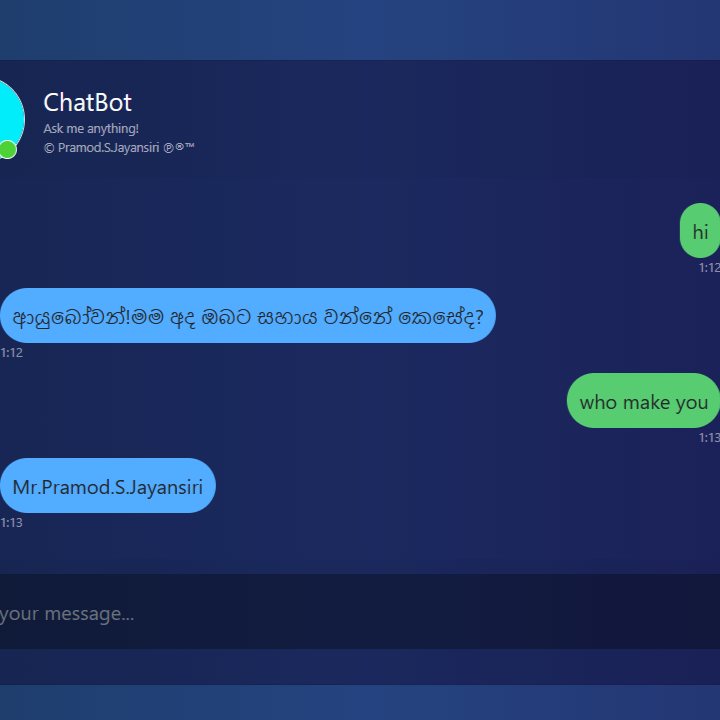 ChatBot
Ask me anything!
© Pramod.S.Jayansiri ℗®™
hi
1:12
ආයුබෝවන්!මම අද ඔබට සහාය වන්නේ කෙසේද?
1:12
who make you
1:13
Mr.Pramod.S.Jayansiri
1:13
your message...